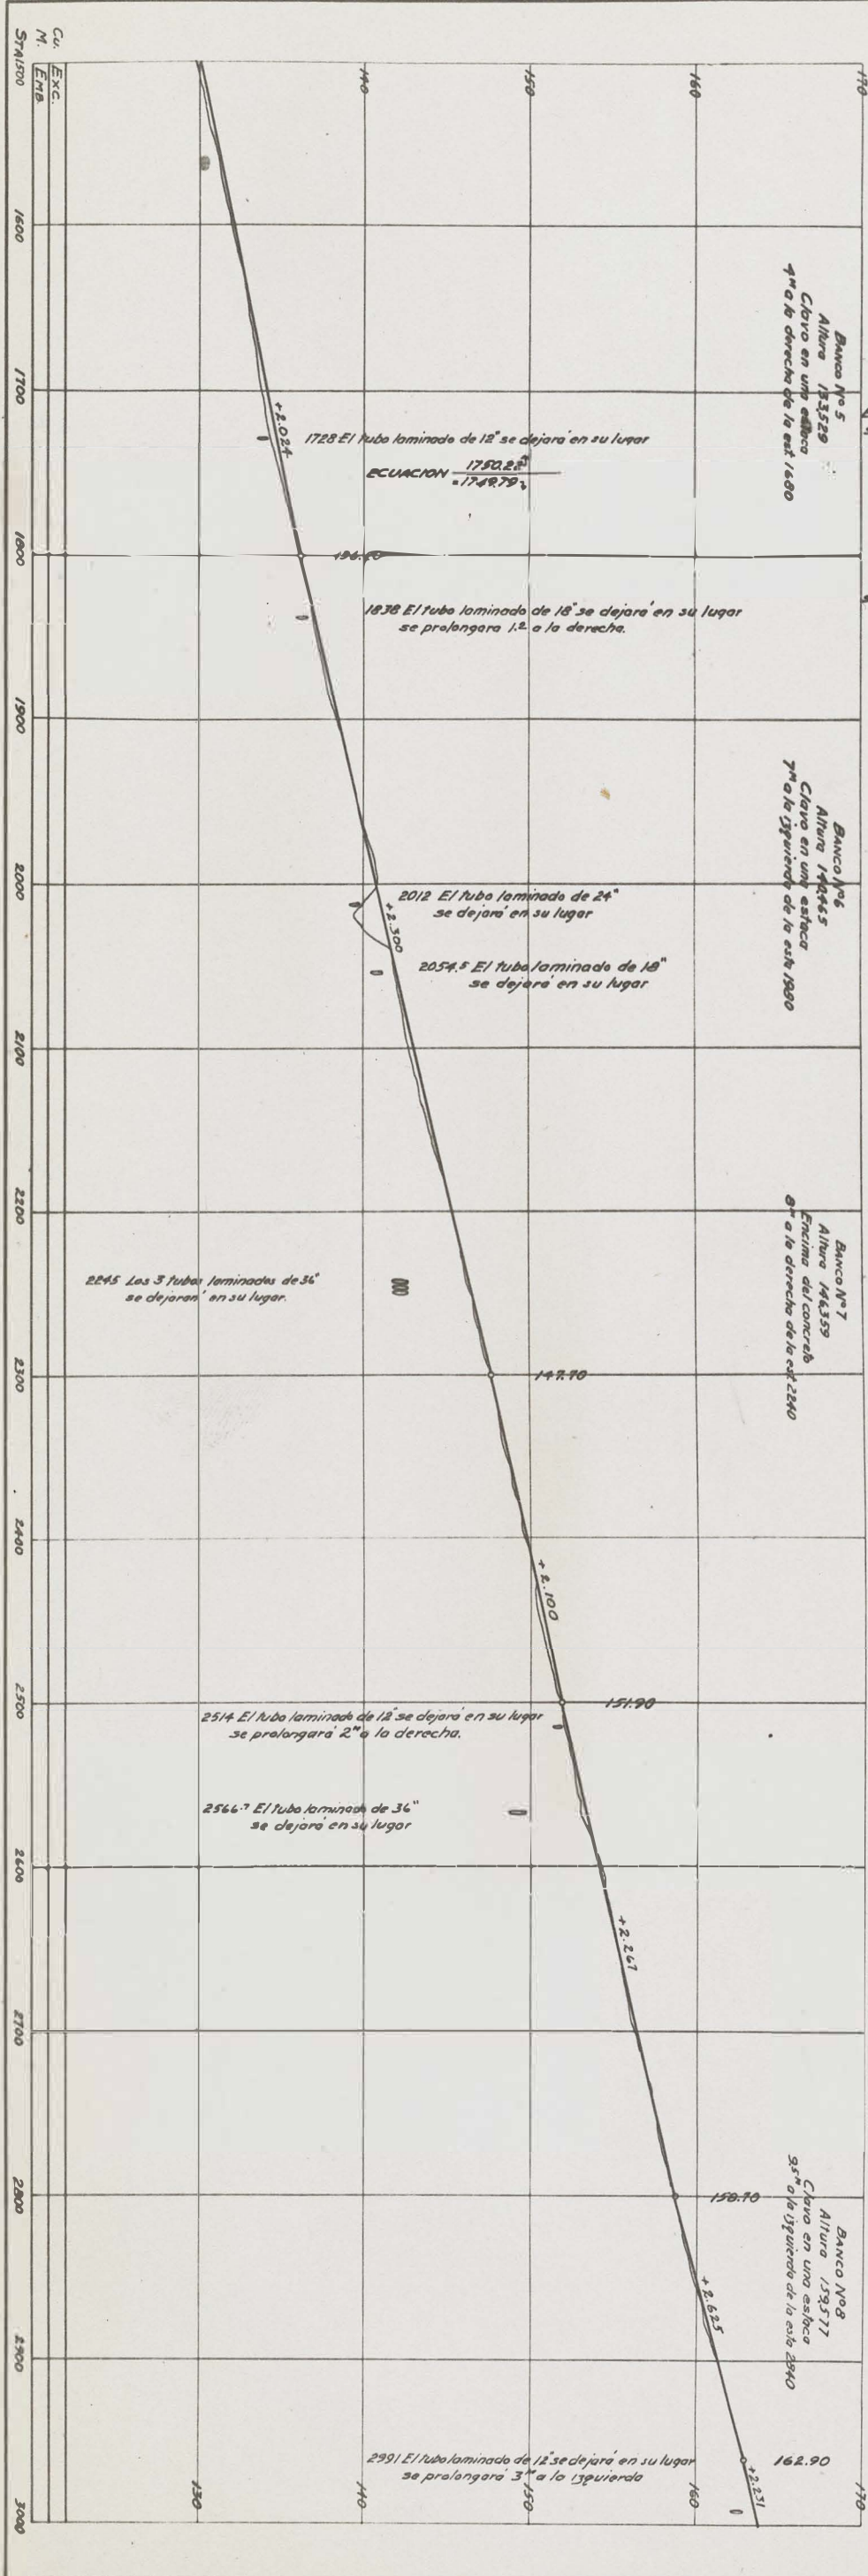 Cu. EXC.
M. EMB
STA 1500
1600
1700
1800
1900
2000
2100
2200
2300
2400
2500
2600
2700
2800
2900
3000
140
150
160
170
BANCO Nº 5
Altura 133,529
Clavo en una estaca
4ᴹ a la derecha de la est 1680
+2.024
1728 El tubo laminado de 12" se dejará en su lugar
ECUACION 1750.22
= 1749.79
136.10
1838 El tubo laminado de 18" se dejará en su lugar
se prolongara 1.2 a la derecha.
BANCO Nº 6
Altura 140,465
Clavo en una estaca
7ᴹ a la izquierda de la esta 1980
2012 El tubo laminado de 24"
se dejará en su lugar
+2.300
2054.5 El tubo laminado de 18"
se dejará en su lugar
BANCO Nº 7
Altura 146,359
Encima del concreto
8ᴹ a la derecha de la est 2240
2245 Los 3 tubos laminados de 36"
se dejaran en su lugar.
147.70
+2.100
151.90
2514 El tubo laminado de 12" se dejará en su lugar
se prolongará 2ᴹ a la derecha.
2566.7 El tubo laminado de 36"
se dejará en su lugar
+2.267
158.70
BANCO Nº 8
Altura 159,577
Clavo en una estaca
9.5ᴹ a la izquierda de la esta 2840
+2.625
2991 El tubo laminado de 12" se dejará en su lugar
se prolongará 3ᴹ a la izquierda
162.90
+2.231
130
140
150
160
170